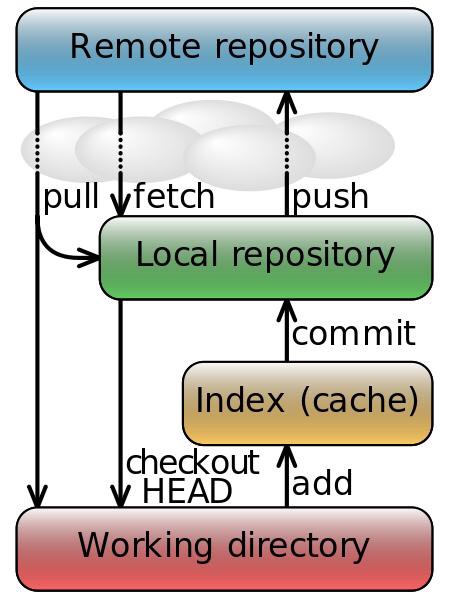 Remote repository
pull
fetch
push
Local repository
commit
Index (cache)
checkout
HEAD
add
Working directory